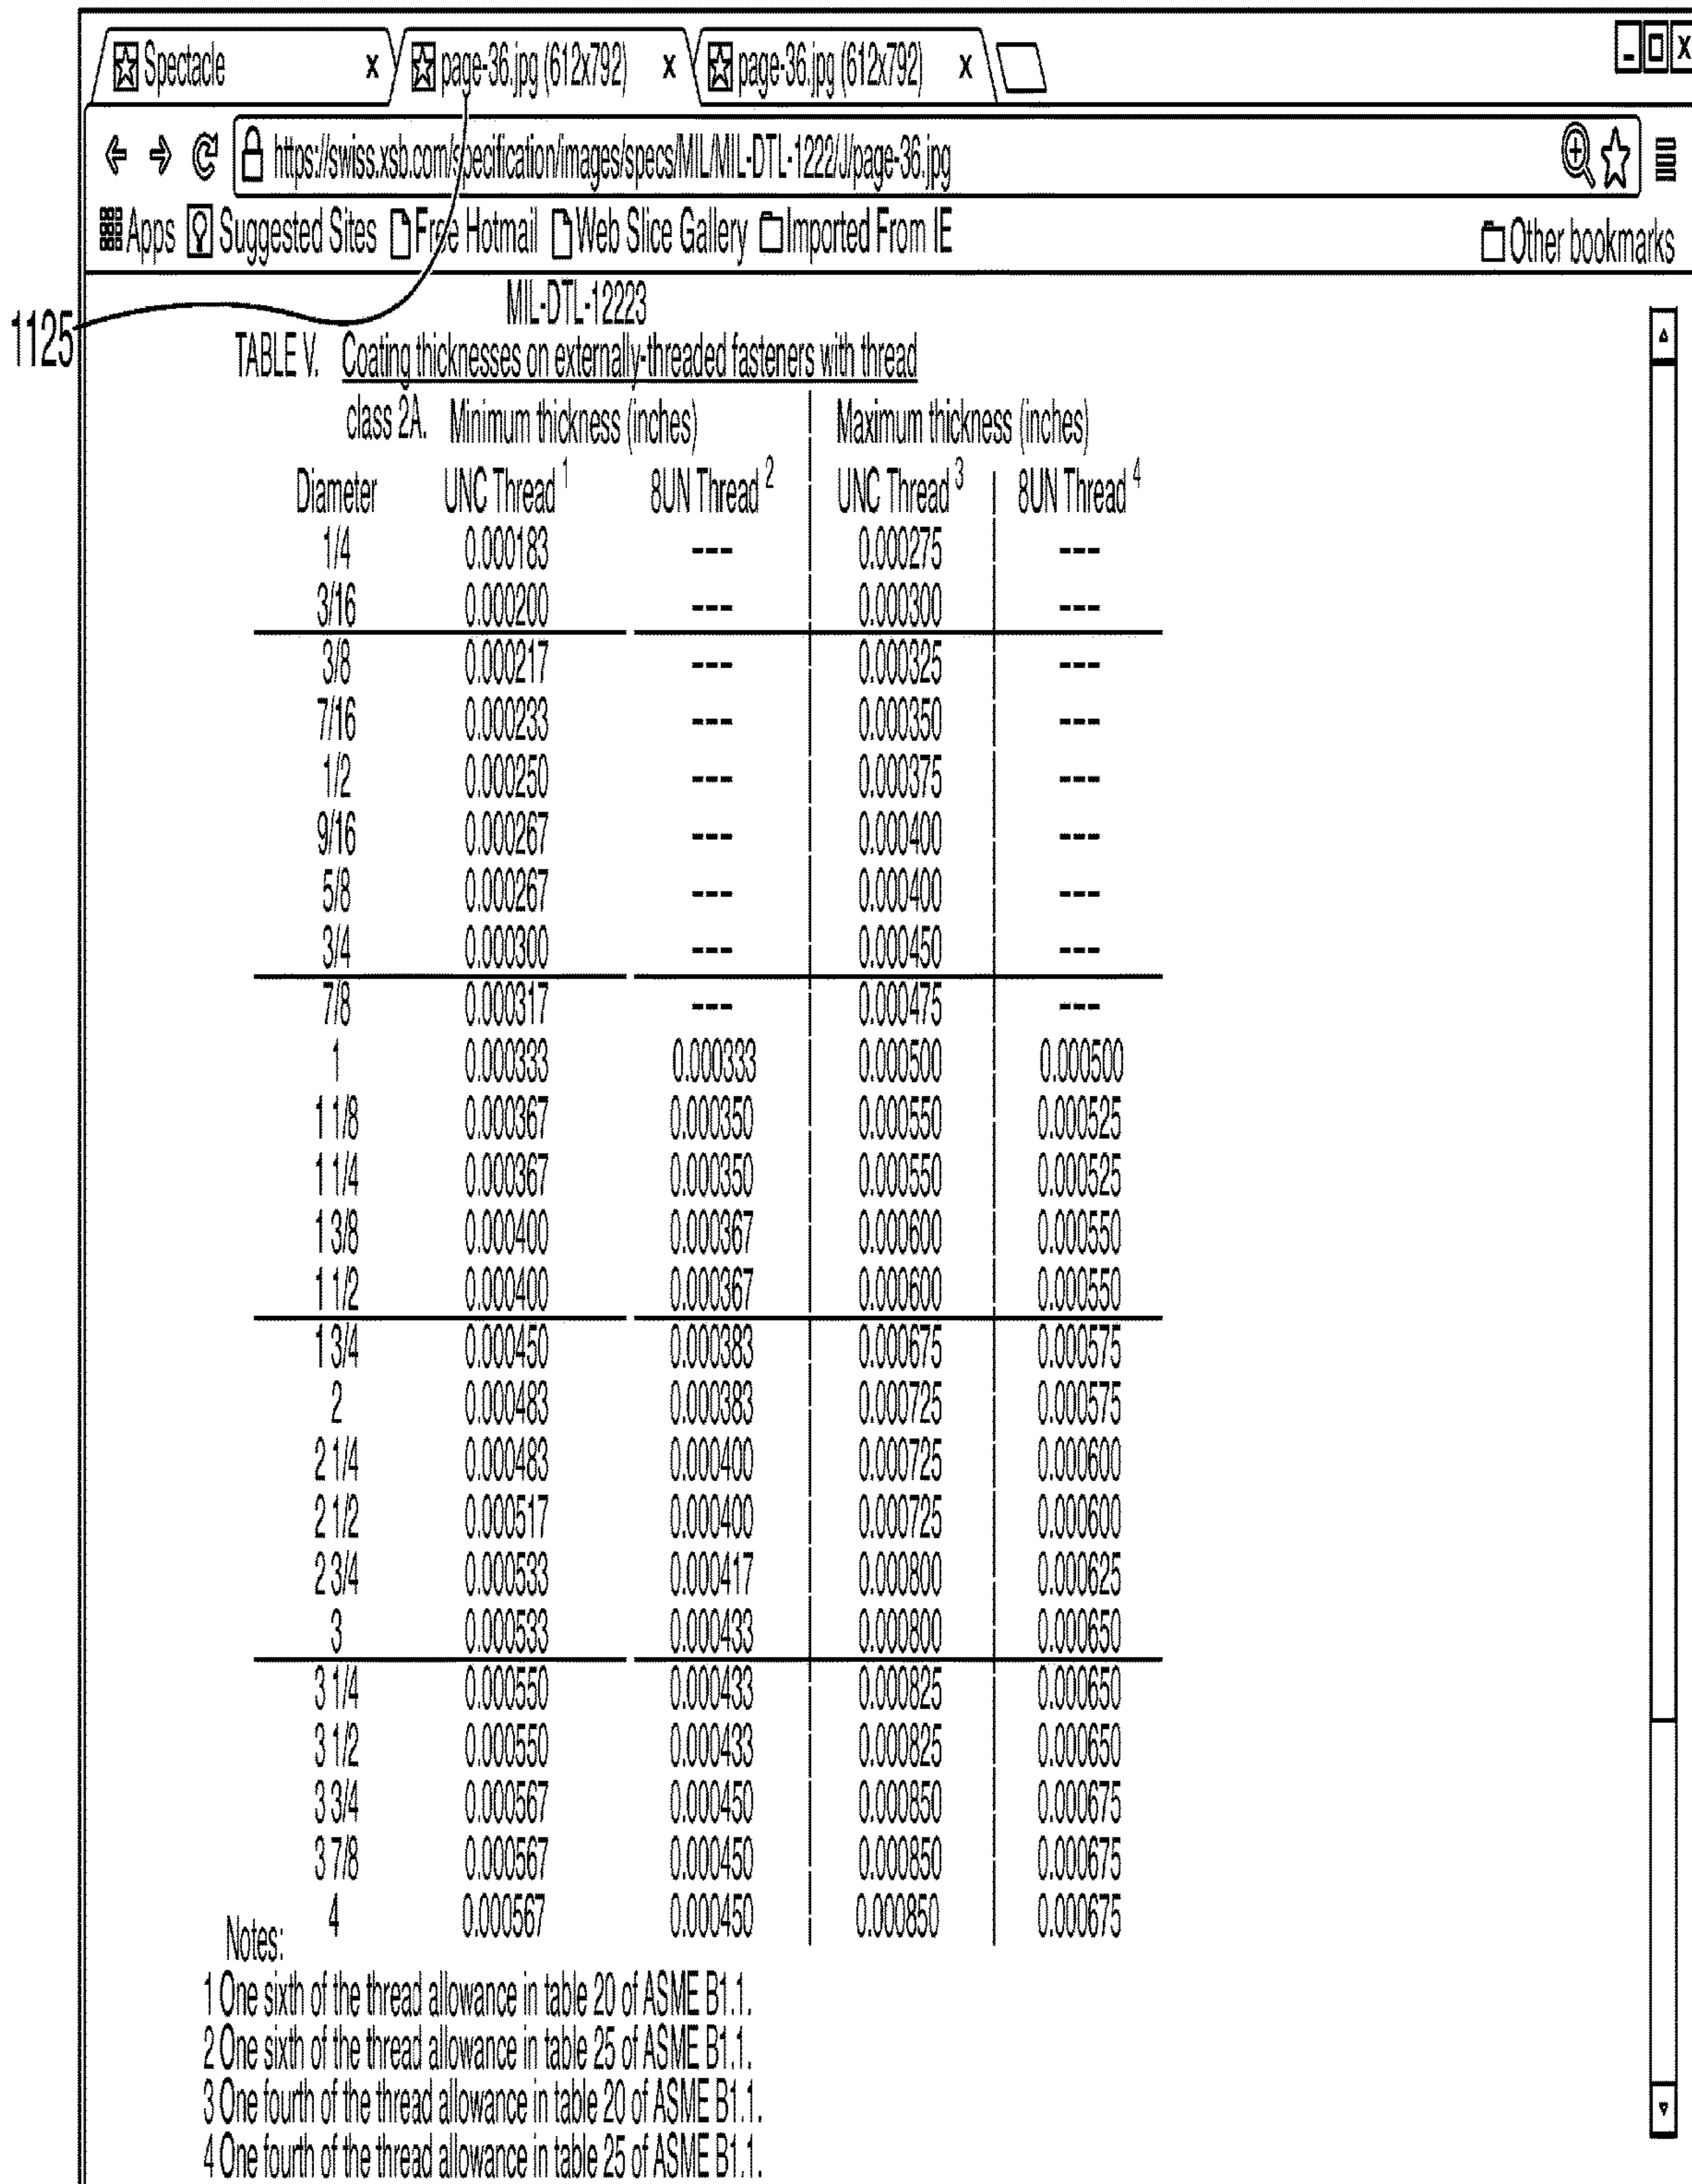 Spectacle x page-36.jpg (612x792) x page-36.jpg (612x792) x - X
https://swiss.xsb.com/specification/images/specs/MIL/MIL-DTL-1222/J/page-36.jpg
Apps Suggested Sites Free Hotmail Web Slice Gallery Imported From IE Other bookmarks
1125
MIL-DTL-12223
TABLE V. Coating thicknesses on externally-threaded fasteners with thread
class 2A. Minimum thickness (inches) Maximum thickness (inches)
Diameter UNC Thread 1 8UN Thread 2 UNC Thread 3 8UN Thread 4
1/4 0.000183 --- 0.000275 ---
3/16 0.000200 --- 0.000300 ---
3/8 0.000217 --- 0.000325 ---
7/16 0.000233 --- 0.000350 ---
1/2 0.000250 --- 0.000375 ---
9/16 0.000267 --- 0.000400 ---
5/8 0.000267 --- 0.000400 ---
3/4 0.000300 --- 0.000450 ---
7/8 0.000317 --- 0.000475 ---
1 0.000333 0.000333 0.000500 0.000500
1 1/8 0.000367 0.000350 0.000550 0.000525
1 1/4 0.000367 0.000350 0.000550 0.000525
1 3/8 0.000400 0.000367 0.000600 0.000550
1 1/2 0.000400 0.000367 0.000600 0.000550
1 3/4 0.000450 0.000383 0.000675 0.000575
2 0.000483 0.000383 0.000725 0.000575
2 1/4 0.000483 0.000400 0.000725 0.000600
2 1/2 0.000517 0.000400 0.000725 0.000600
2 3/4 0.000533 0.000417 0.000800 0.000625
3 0.000533 0.000433 0.000800 0.000650
3 1/4 0.000550 0.000433 0.000825 0.000650
3 1/2 0.000550 0.000433 0.000825 0.000650
3 3/4 0.000567 0.000450 0.000850 0.000675
3 7/8 0.000567 0.000450 0.000850 0.000675
4 0.000567 0.000450 0.000850 0.000675
Notes:
1 One sixth of the thread allowance in table 20 of ASME B1.1.
2 One sixth of the thread allowance in table 25 of ASME B1.1.
3 One fourth of the thread allowance in table 20 of ASME B1.1.
4 One fourth of the thread allowance in table 25 of ASME B1.1.